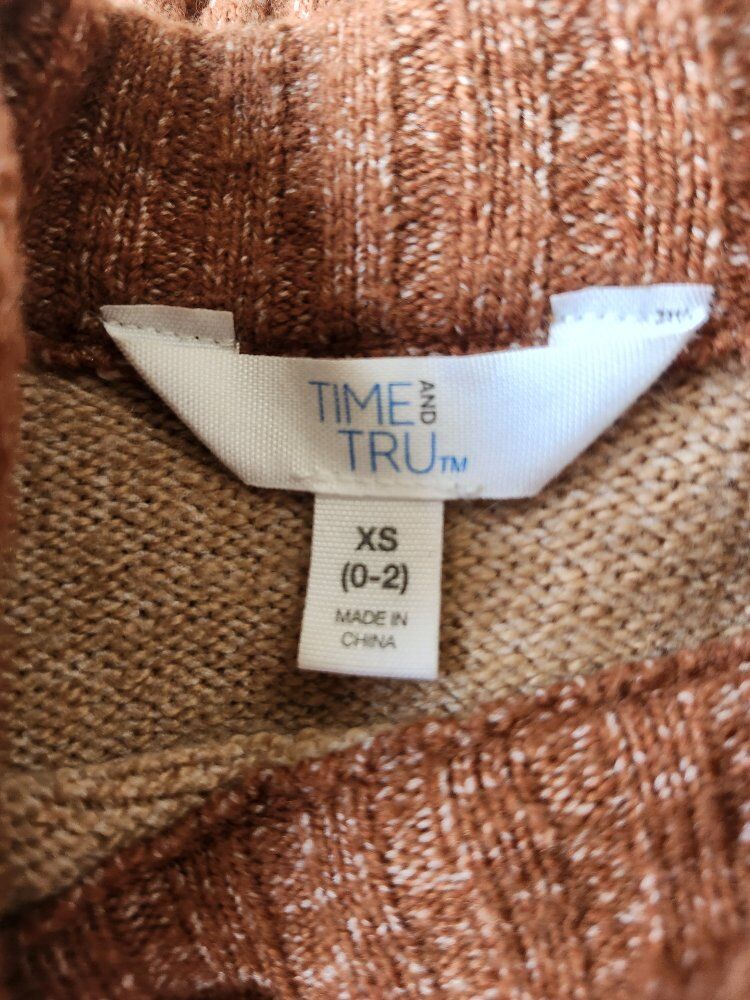 TIME AND
TRU™
XS
(0-2)
MADE IN
CHINA